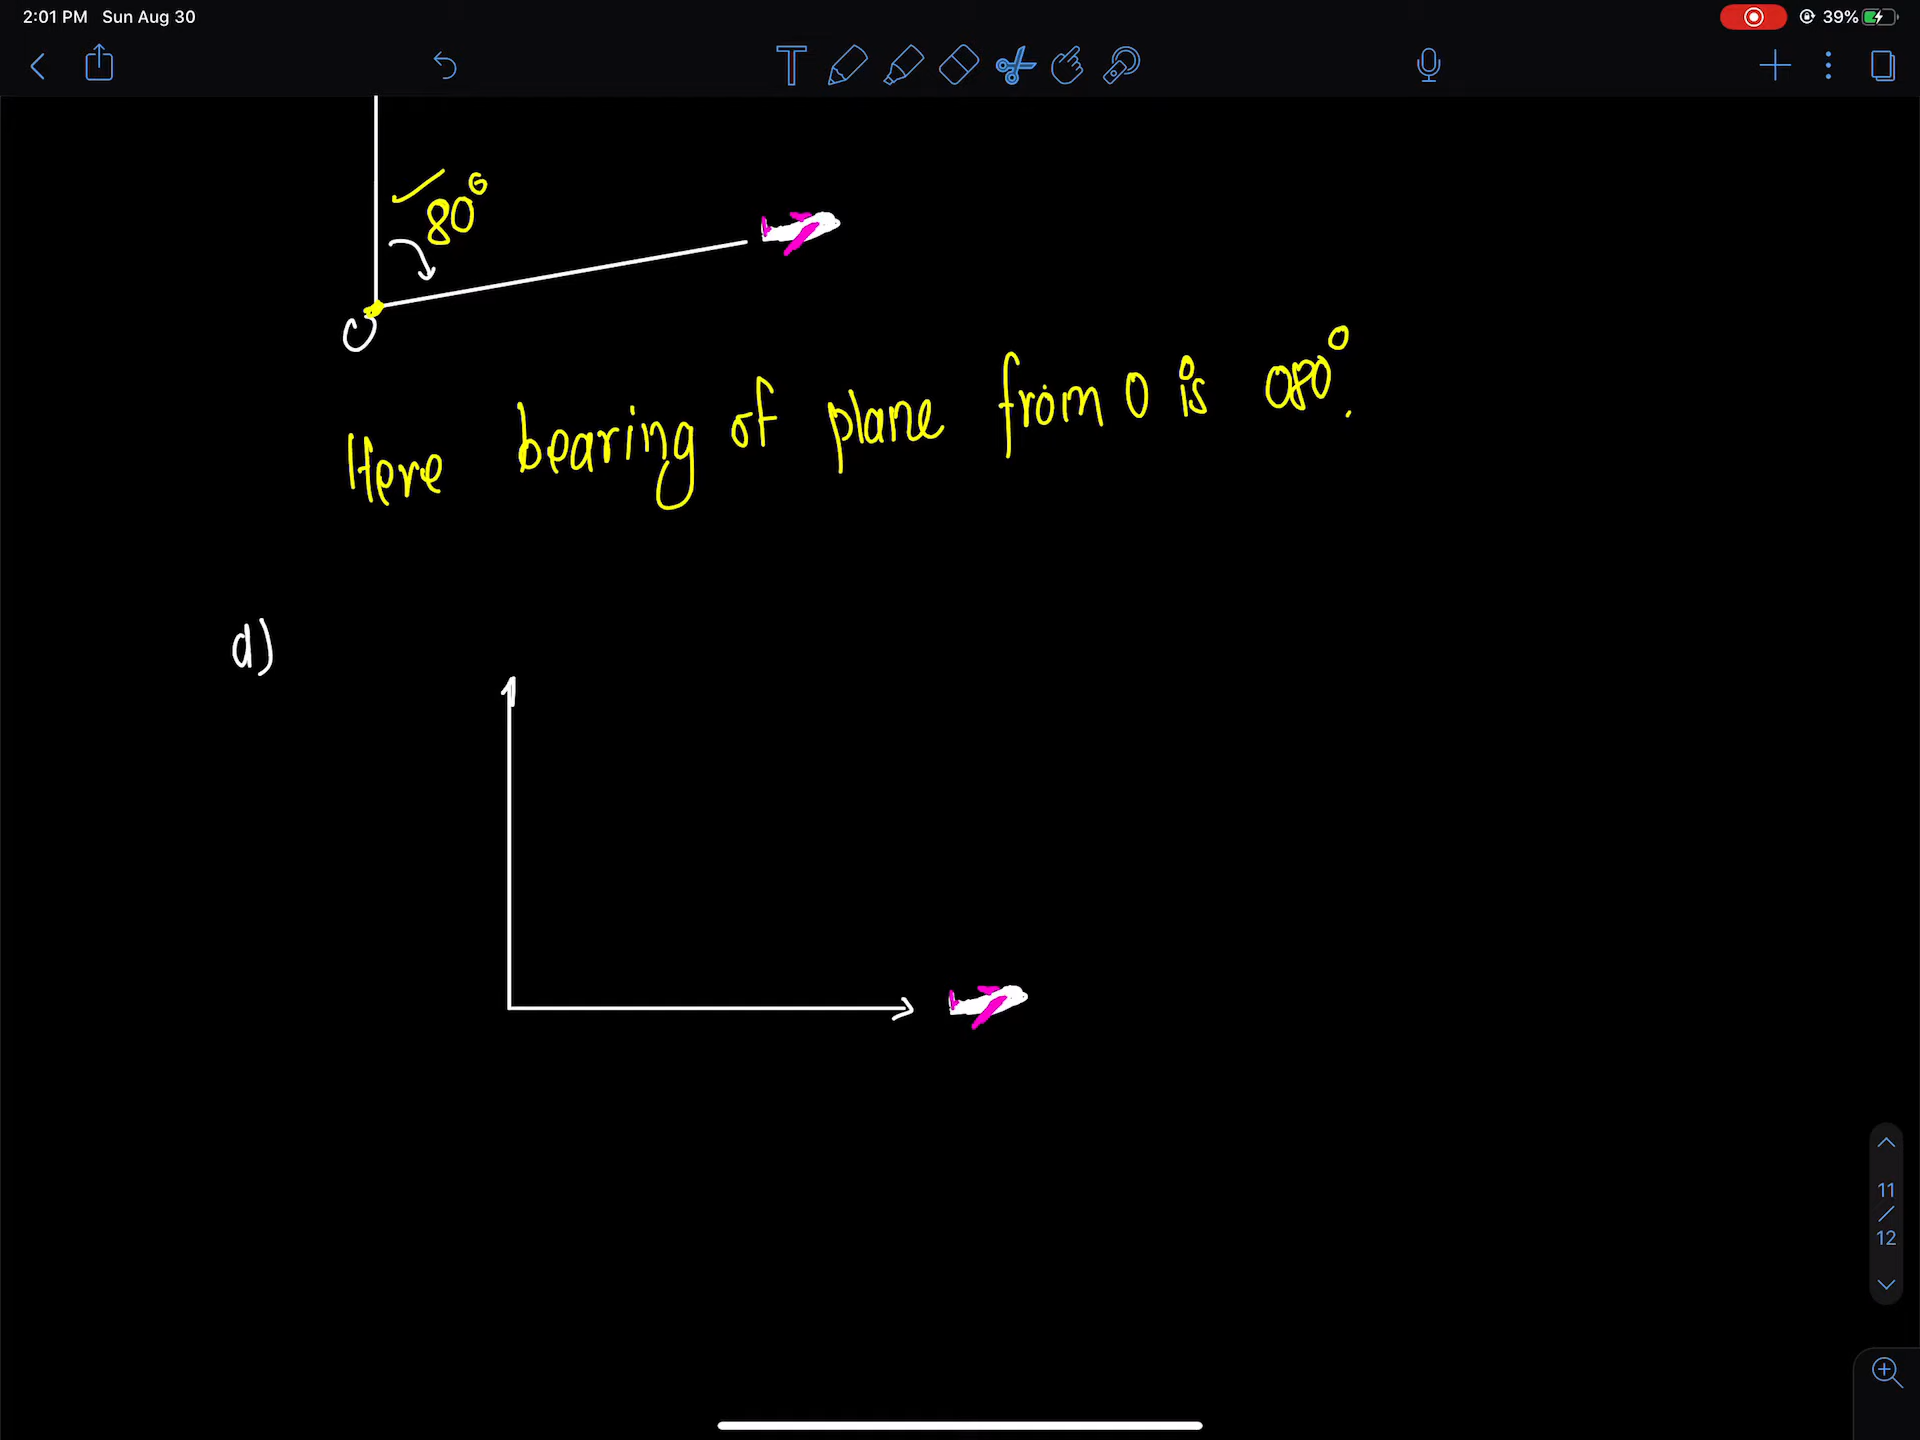 2:01 PM Sun Aug 30
39%
T
80°
O
Here bearing of plane from O is 080°.
d)
11
/
12